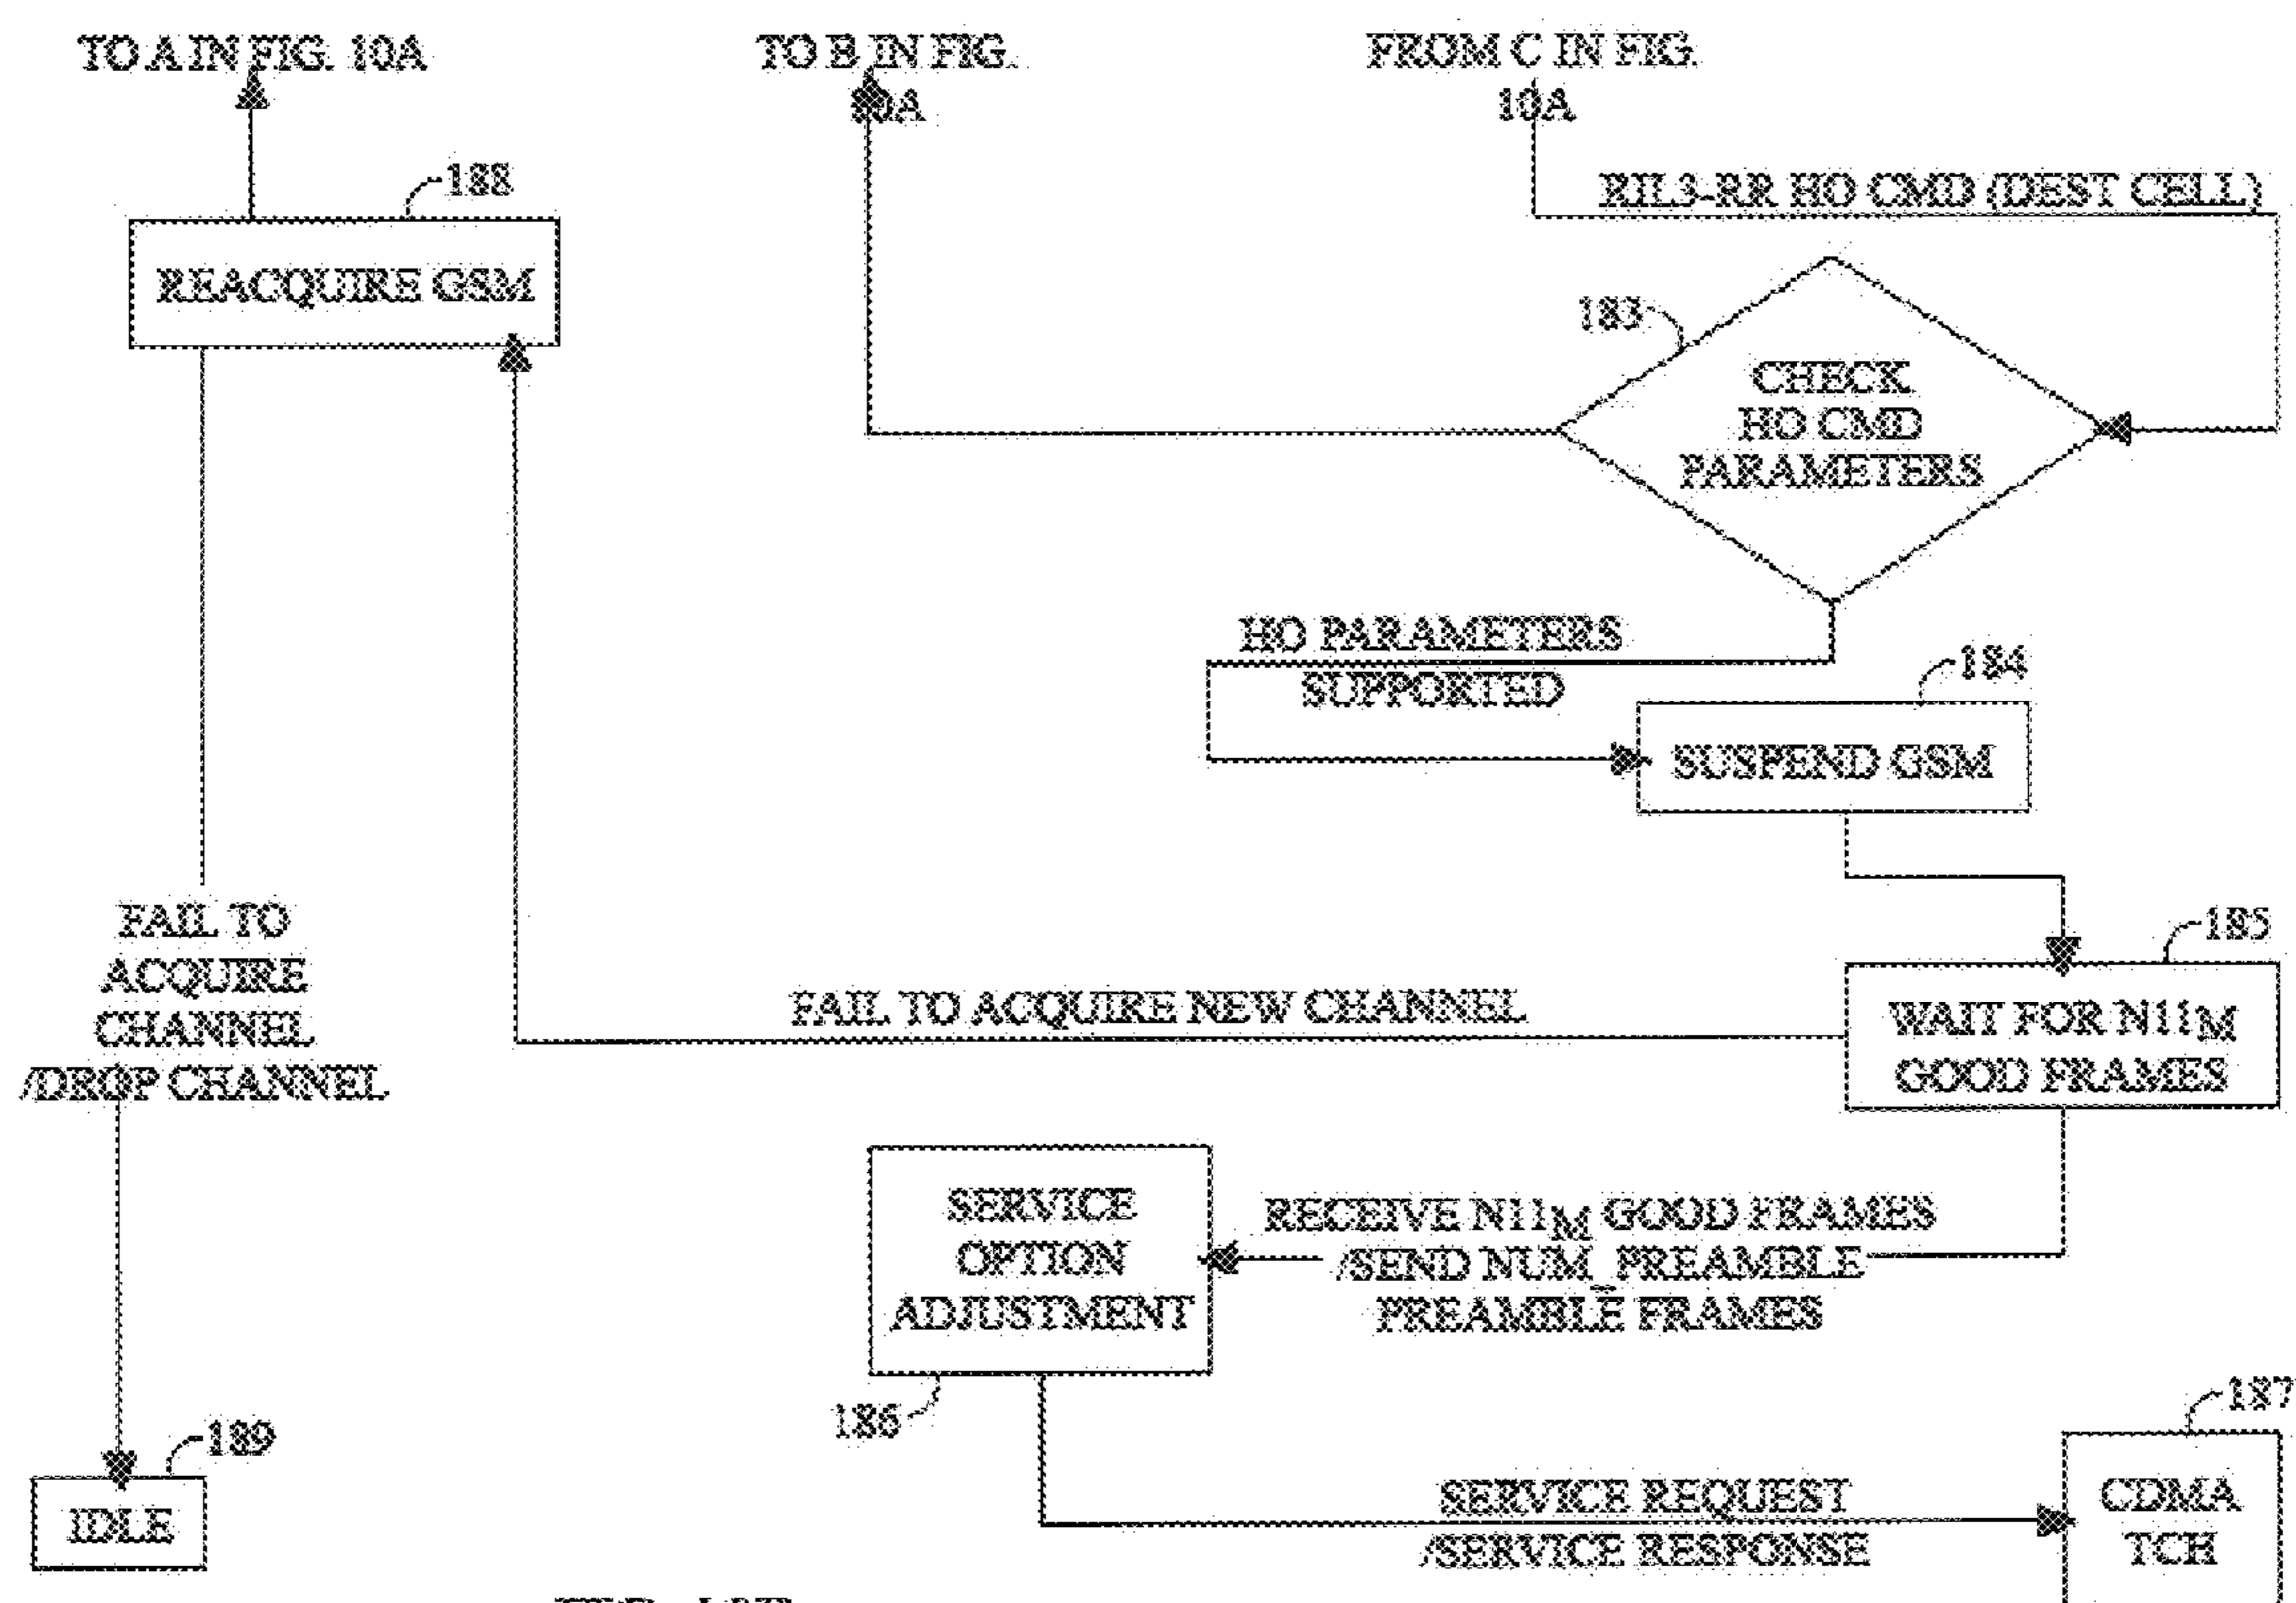 TO A IN FIG. 10A
TO B IN FIG.
10A
FROM C IN FIG.
10A
188
REACQUIRE GSM
RIL3-RR HO CMD (DEST CELL)
183
CHECK
HO CMD
PARAMETERS
HO PARAMETERS
SUPPORTED
184
SUSPEND GSM
185
WAIT FOR N11M
GOOD FRAMES
FAIL TO ACQUIRE NEW CHANNEL
FAIL TO
ACQUIRE
CHANNEL
/DROP CHANNEL
SERVICE
OPTION
ADJUSTMENT
186
RECEIVE N11M GOOD FRAMES
/SEND NUM_PREAMBLE
PREAMBLE FRAMES
189
IDLE
SERVICE REQUEST
/SERVICE RESPONSE
187
CDMA
TCH